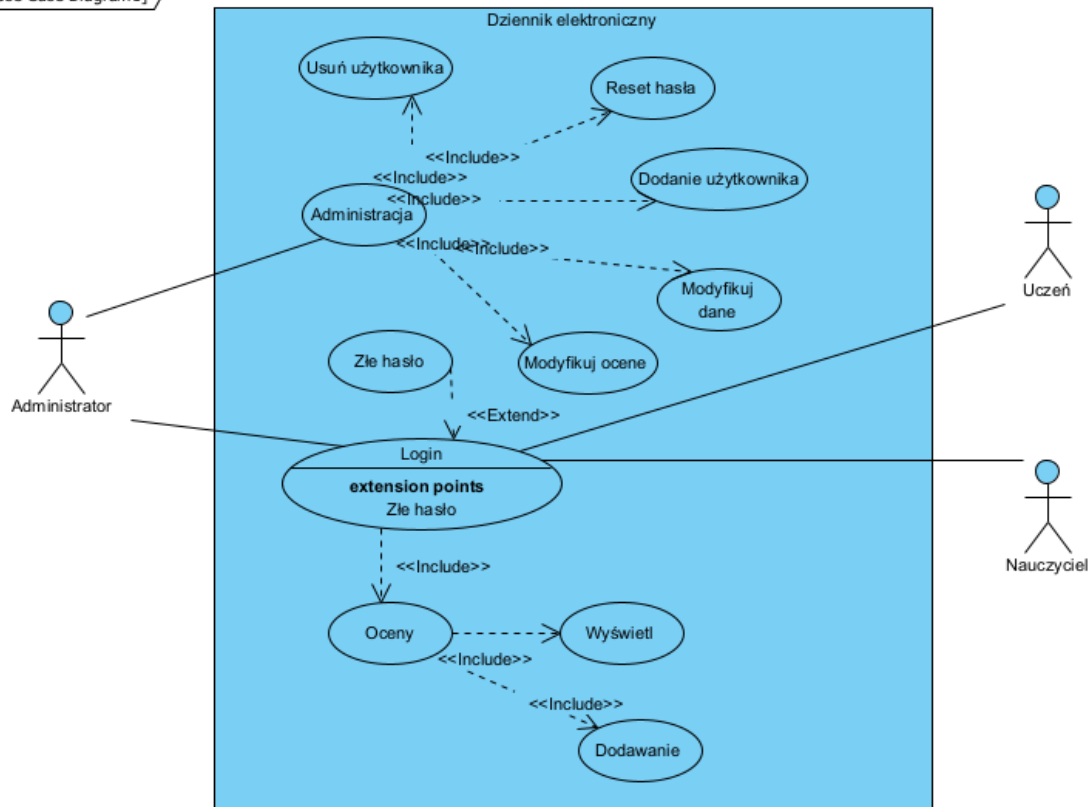 Diagram]
Dziennik elektroniczny
Usuń użytkownika
Reset hasła
<<Include>>
<<Include>>
Dodanie użytkownika
<<Include>>
Administracja
<<Include>>
<<Include>>
Modyfikuj
dane
Uczeń
Złe hasło
Modyfikuj ocene
Administrator
<<Extend>>
Login
extension points
Złe hasło
Nauczyciel
<<Include>>
Oceny
Wyświetl
<<Include>>
<<Include>>
Dodawanie